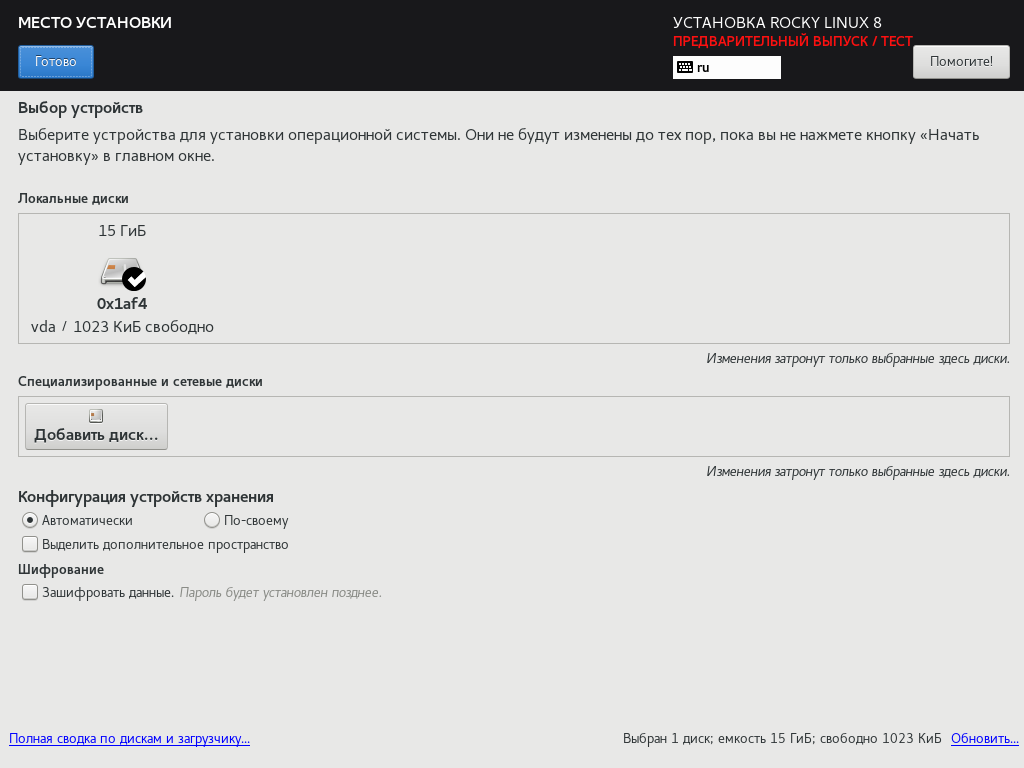 МЕСТО УСТАНОВКИ
УСТАНОВКА ROCKY LINUX 8
ПРЕДВАРИТЕЛЬНЫЙ ВЫПУСК / ТЕСТ
Готово
ru
Помогите!
Выбор устройств
Выберите устройства для установки операционной системы. Они не будут изменены до тех пор, пока вы не нажмете кнопку «Начать
установку» в главном окне.
Локальные диски
15 ГиБ
0x1af4
vda / 1023 КиБ свободно
Изменения затронут только выбранные здесь диски.
Специализированные и сетевые диски
Добавить диск...
Изменения затронут только выбранные здесь диски.
Конфигурация устройств хранения
Автоматически По-своему
Выделить дополнительное пространство
Шифрование
Зашифровать данные. Пароль будет установлен позднее.
Полная сводка по дискам и загрузчику... Выбран 1 диск; емкость 15 ГиБ; свободно 1023 КиБ Обновить...